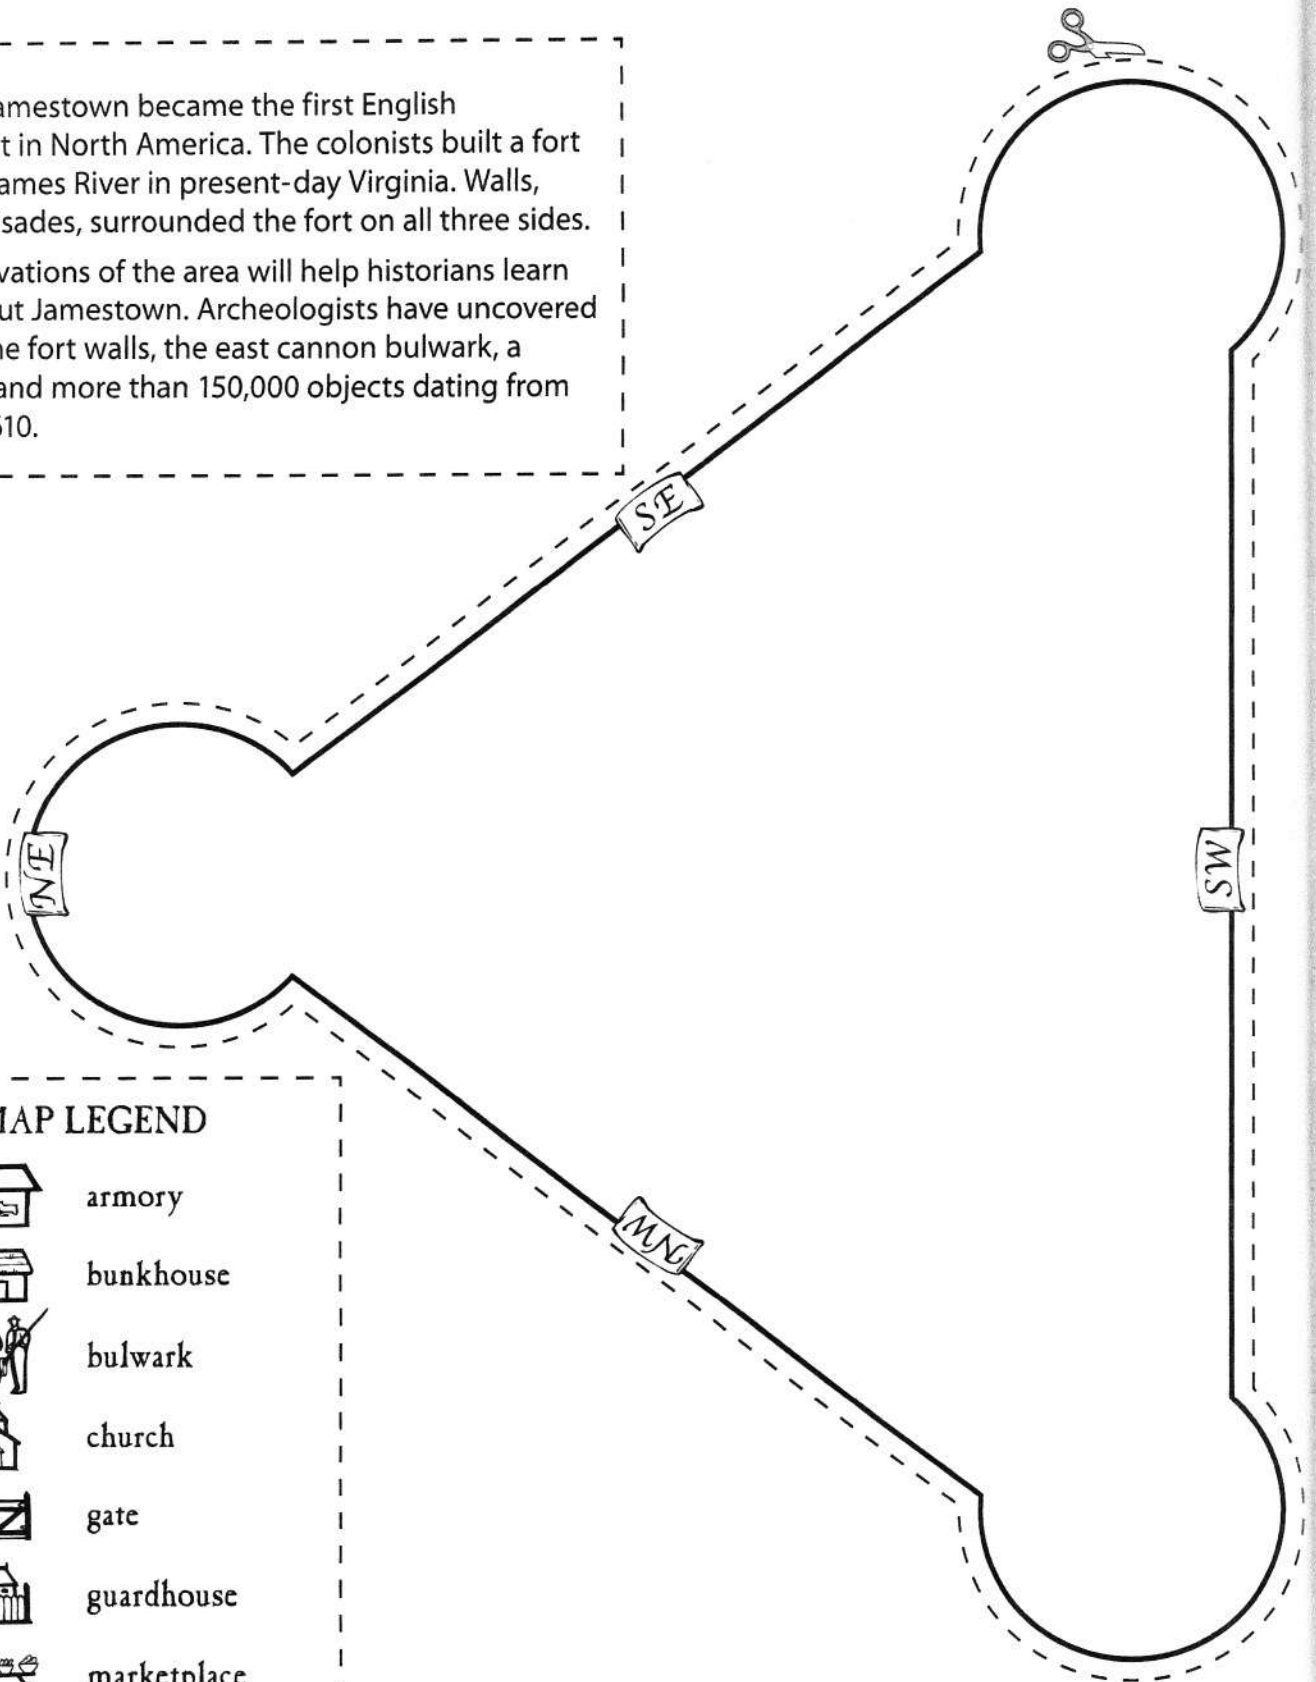 amestown became the first English
t in North America. The colonists built a fort
ames River in present-day Virginia. Walls,
sades, surrounded the fort on all three sides.
vations of the area will help historians learn
ut Jamestown. Archeologists have uncovered
he fort walls, the east cannon bulwark, a
and more than 150,000 objects dating from
610.
SE
NE
SW
NW
MAP LEGEND
armory
bunkhouse
bulwark
church
gate
guardhouse
marketplace